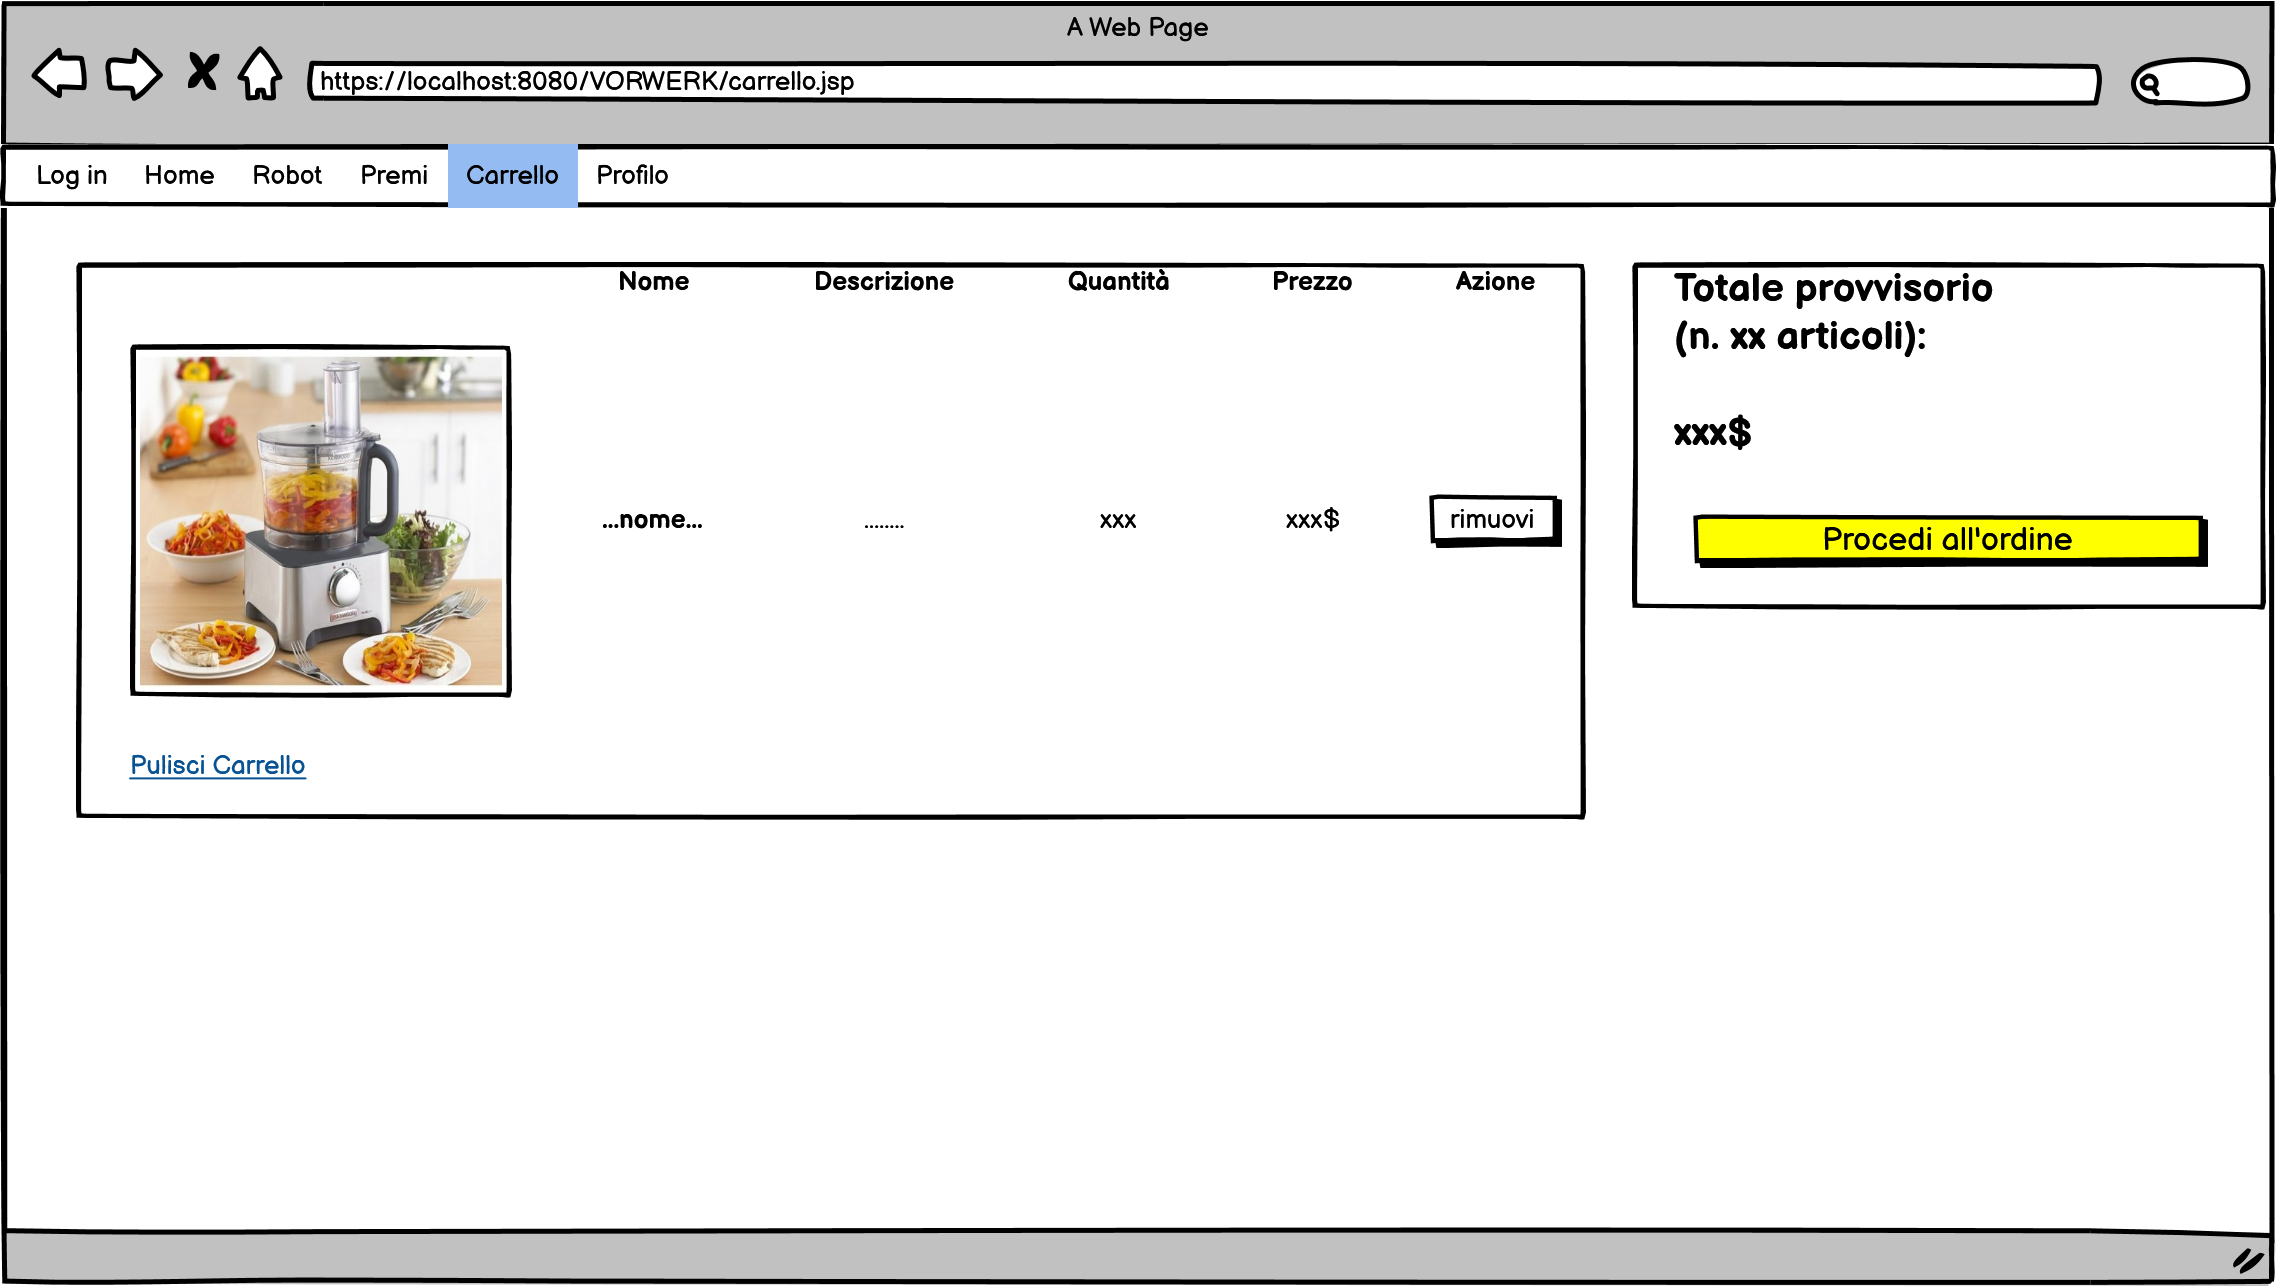 A Web Page
https://localhost:8080/VORWERK/carrello.jsp
Log in Home Robot Premi Carrello Profilo
Nome Descrizione Quantità Prezzo Azione
...nome... ........ xxx xxx$ rimuovi
Pulisci Carrello
Totale provvisorio
(n. xx articoli):
xxx$
Procedi all'ordine